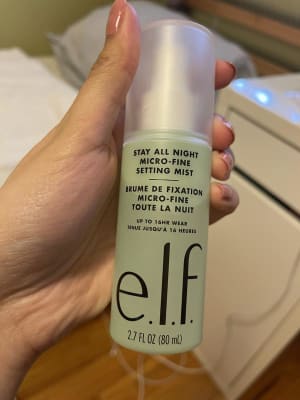 STAY ALL NIGHT
MICRO-FINE
SETTING MIST
BRUME DE FIXATION
MICRO-FINE
TOUTE LA NUIT
UP TO 16HR WEAR
TENUE JUSQU'À 16 HEURES
e.l.f.
2.7 FL OZ (80 mL)